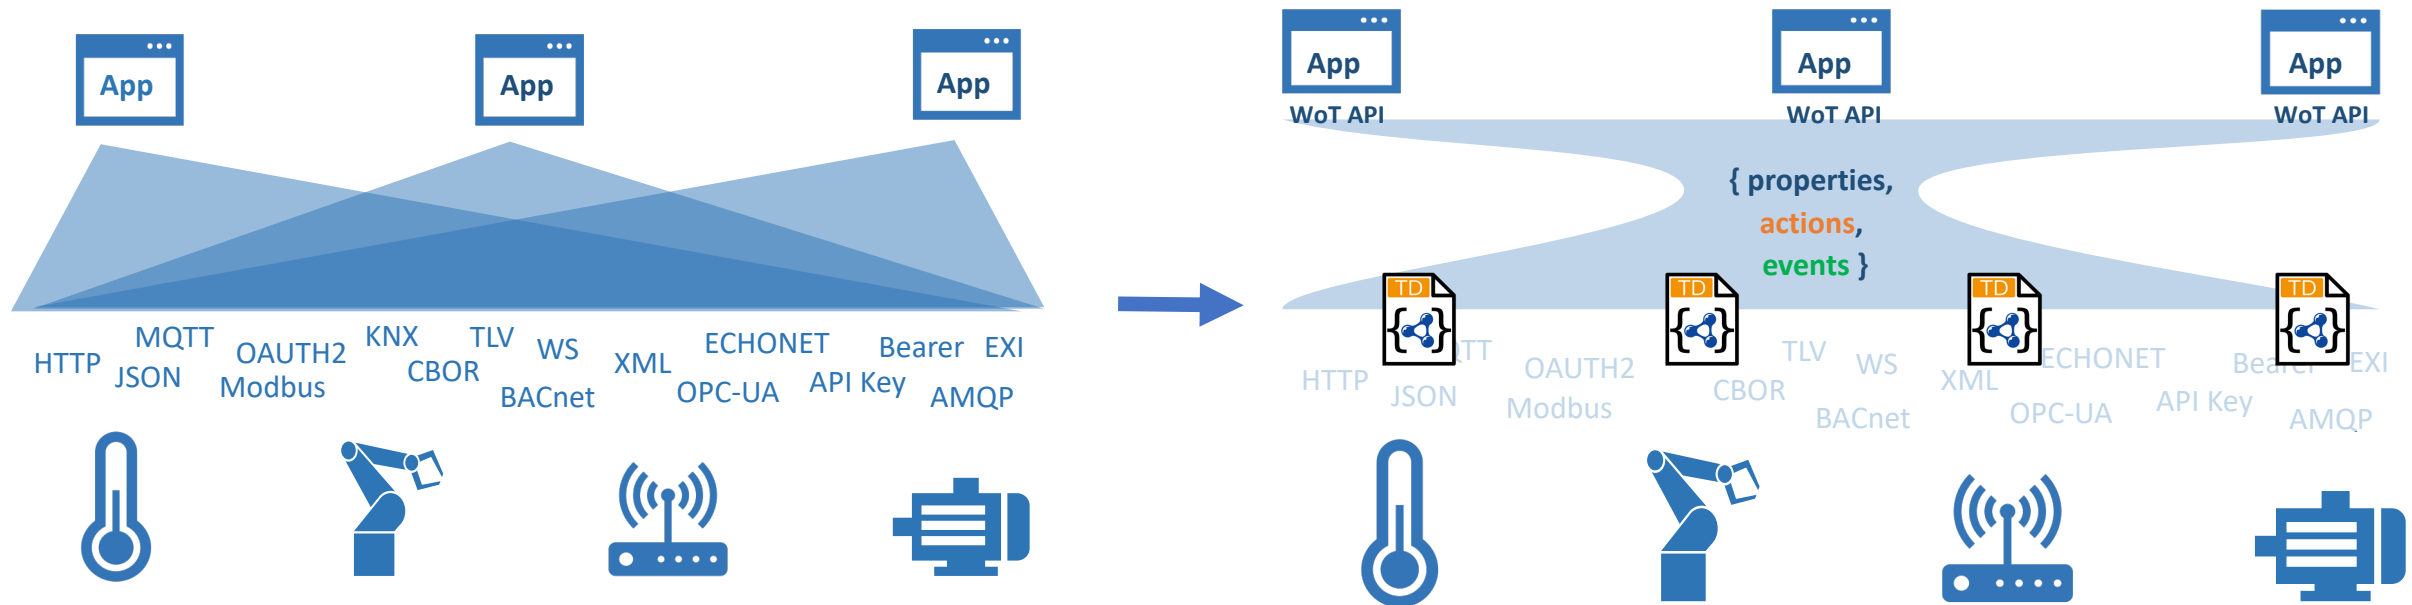 App
App
App
MQTT
KNX
TLV
WS
ECHONET
Bearer
EXI
HTTP
JSON
OAUTH2
Modbus
CBOR
XML
BACnet
OPC-UA
API Key
AMQP
App
App
App
WoT API
WoT API
WoT API
{ properties,
actions,
events }
TD
TD
TD
TD
TLV
WS
ECHONET
EXI
HTTP
JSON
OAUTH2
Modbus
CBOR
XML
BACnet
OPC-UA
API Key
AMQP